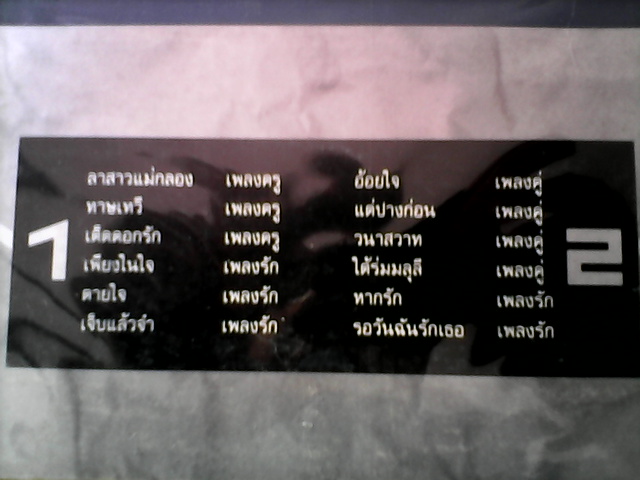 1
ลาสาวแม่กลอง เพลงครู
ทาษเทวี เพลงครู
เด็ดดอกรัก เพลงครู
เพียงในใจ เพลงรัก
ตายใจ เพลงรัก
เจ็บแล้วจำ เพลงรัก
2
อ้อยใจ เพลงคู่
แต่ปางก่อน เพลงคู่
วนาสวาท เพลงคู่
ใต้ร่มมลุลี เพลงคู่
ทากรัก เพลงรัก
รอวันฉันรักเธอ เพลงรัก